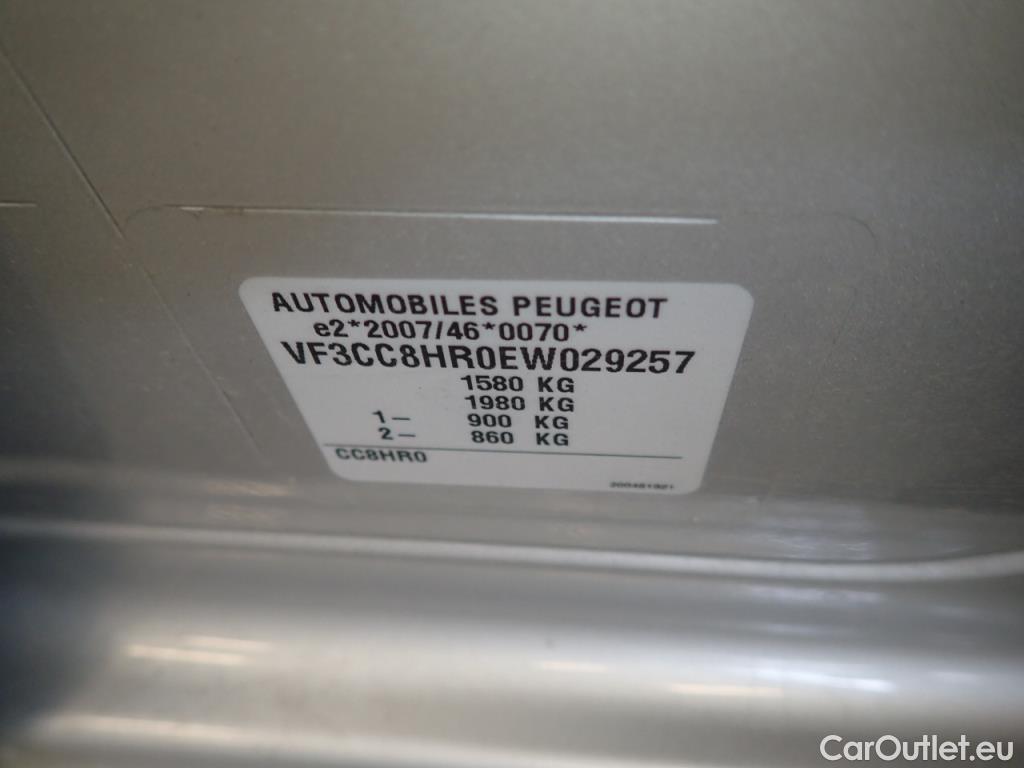 AUTOMOBILES PEUGEOT
e2*2007/46*0070*
VF3CC8HR0EW029257
1580 KG
1980 KG
1- 900 KG
2- 860 KG
CC8HR0
CarOutlet.eu